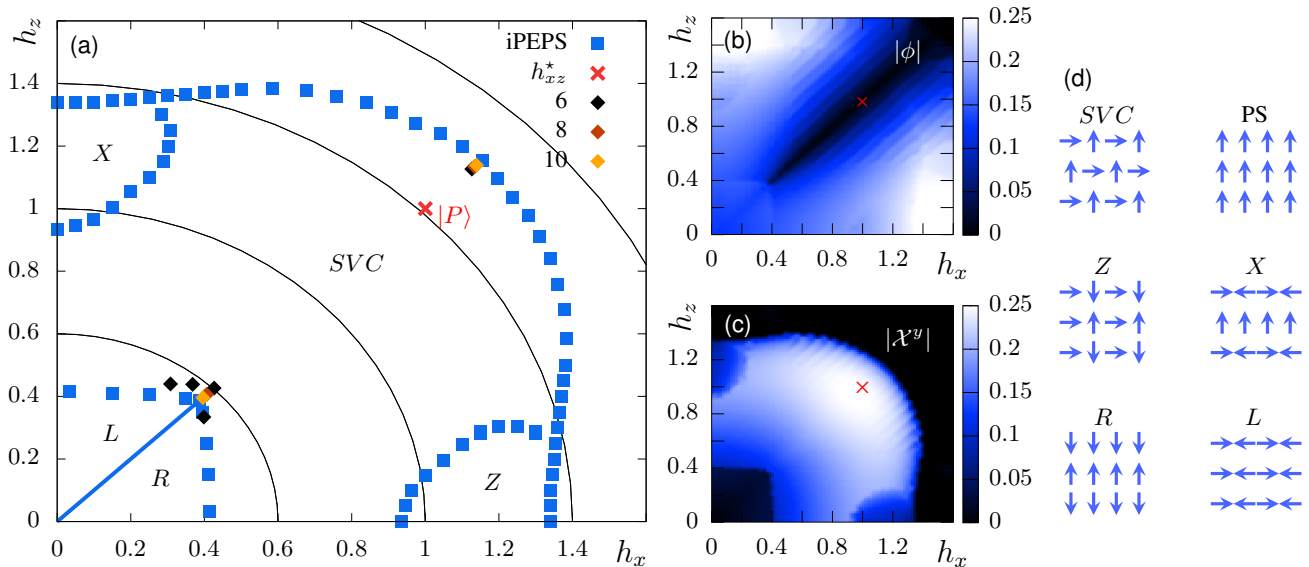 (a)
h_z
iPEPS
h^⋆_{xz}
6
8
10
X
|P⟩
SVC
L
R
Z
1.4
1.2
1
0.8
0.6
0.4
0.2
0
0 0.2 0.4 0.6 0.8 1 1.2 1.4
h_x
(b)
|ϕ|
h_z
1.2
0.8
0.4
0
0 0.4 0.8 1.2
h_x
0.25
0.2
0.15
0.1
0.05
0
(c)
|𝒳^y|
h_z
1.2
0.8
0.4
0
0 0.4 0.8 1.2
h_x
0.25
0.2
0.15
0.1
0.05
0
(d)
SVC PS
Z X
R L